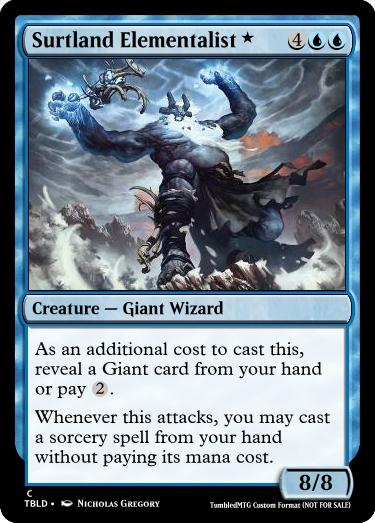 Surtland Elementalist ★ 4
Creature — Giant Wizard
As an additional cost to cast this,
reveal a Giant card from your hand
or pay 2 .
Whenever this attacks, you may cast
a sorcery spell from your hand
without paying its mana cost.
8/8
C
TBLD • Nicholas Gregory
TumbledMTG Custom Format (NOT FOR SALE)